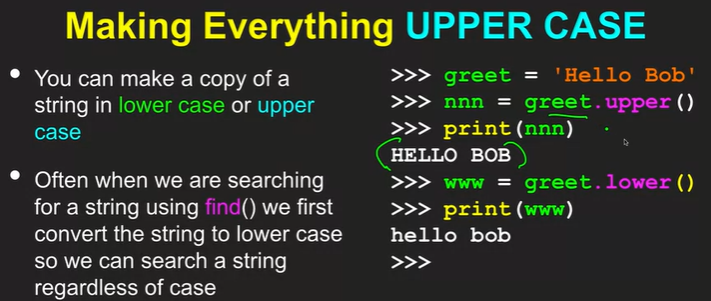 Making Everything UPPER CASE
• You can make a copy of a
string in lower case or upper
case
• Often when we are searching
for a string using find() we first
convert the string to lower case
so we can search a string
regardless of case
>>> greet = 'Hello Bob'
>>> nnn = greet.upper()
>>> print(nnn)
HELLO BOB
>>> www = greet.lower()
>>> print(www)
hello bob
>>>